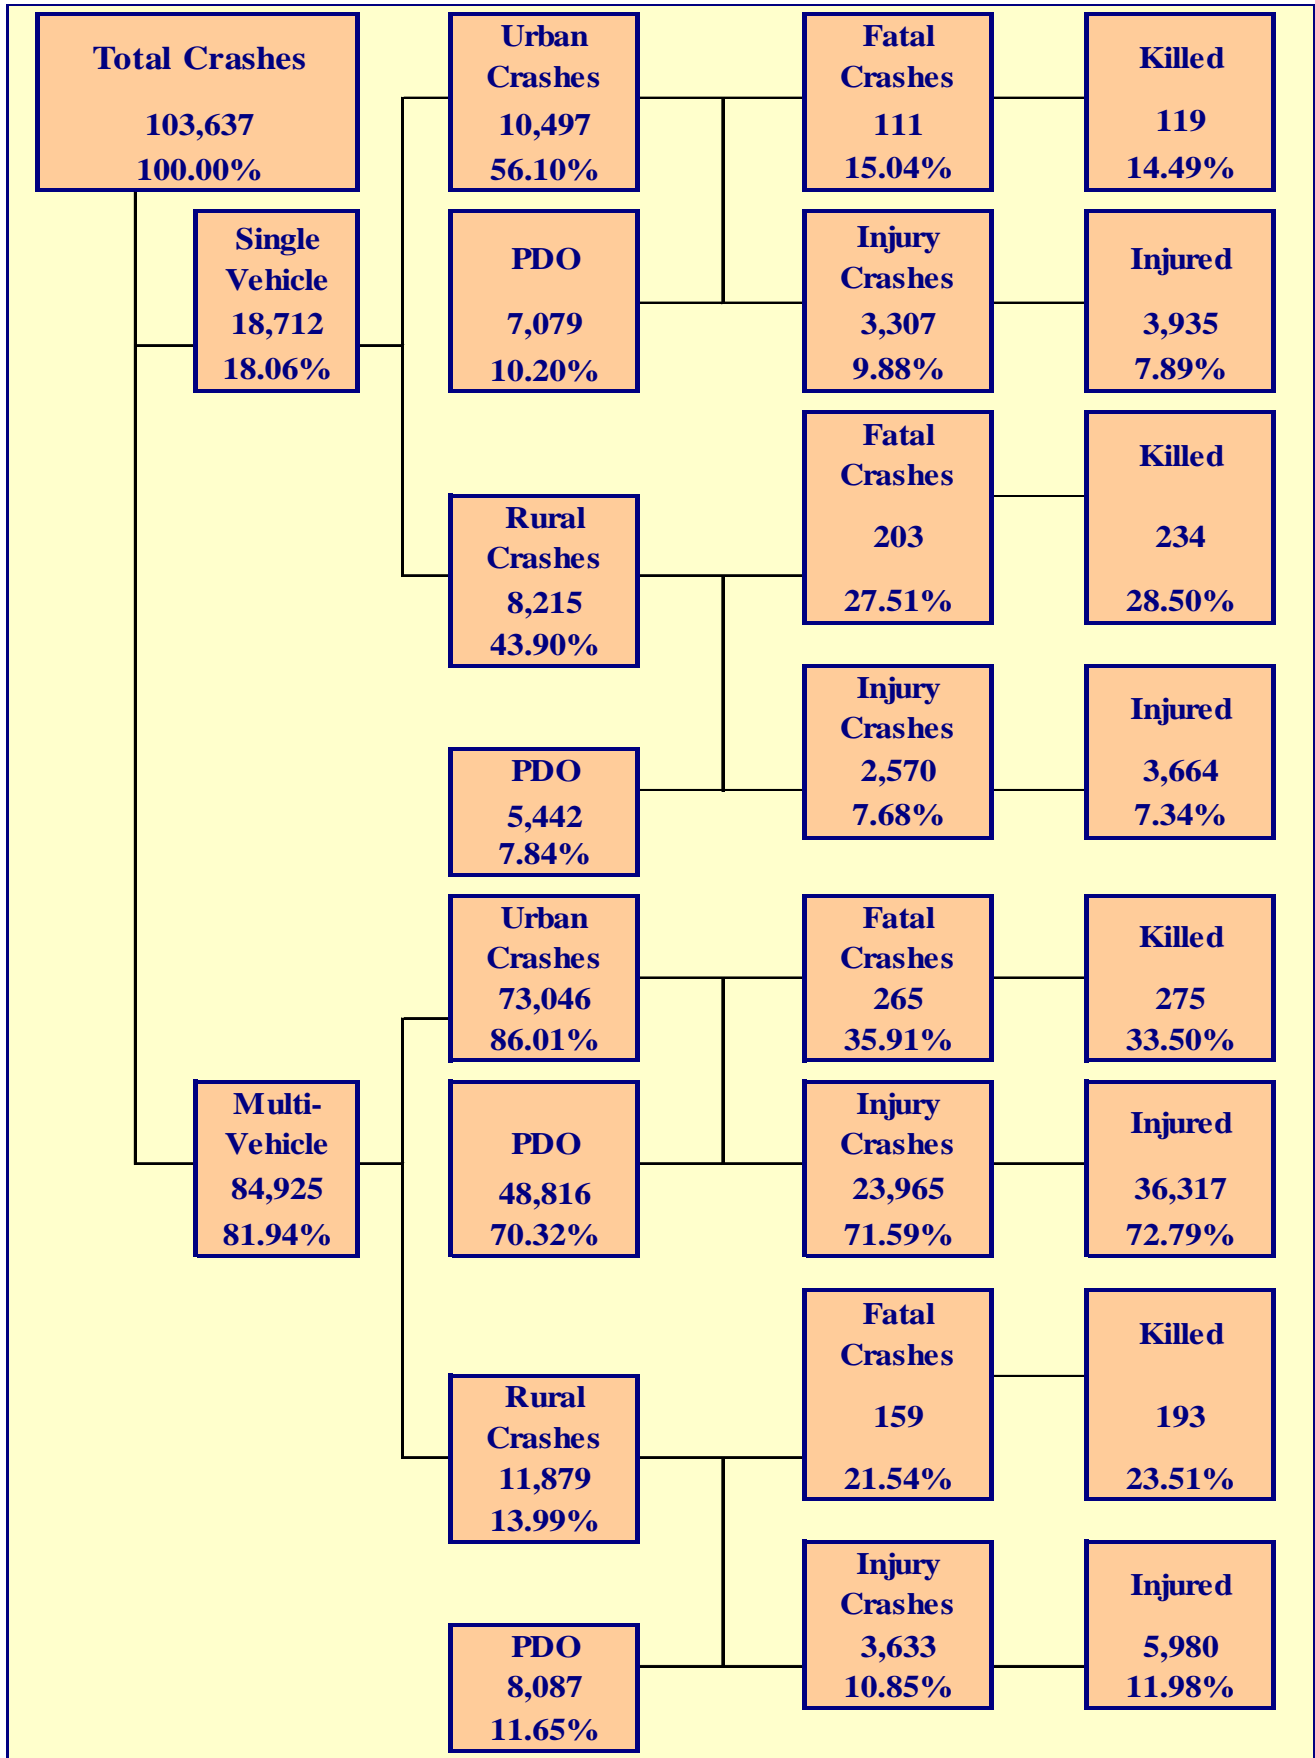 Total Crashes
103,637
100.00%
Single
Vehicle
18,712
18.06%
Urban
Crashes
10,497
56.10%
Fatal
Crashes
111
15.04%
Killed
119
14.49%
PDO
7,079
10.20%
Injury
Crashes
3,307
9.88%
Injured
3,935
7.89%
Rural
Crashes
8,215
43.90%
Fatal
Crashes
203
27.51%
Killed
234
28.50%
PDO
5,442
7.84%
Injury
Crashes
2,570
7.68%
Injured
3,664
7.34%
Multi-
Vehicle
84,925
81.94%
Urban
Crashes
73,046
86.01%
Fatal
Crashes
265
35.91%
Killed
275
33.50%
PDO
48,816
70.32%
Injury
Crashes
23,965
71.59%
Injured
36,317
72.79%
Rural
Crashes
11,879
13.99%
Fatal
Crashes
159
21.54%
Killed
193
23.51%
PDO
8,087
11.65%
Injury
Crashes
3,633
10.85%
Injured
5,980
11.98%